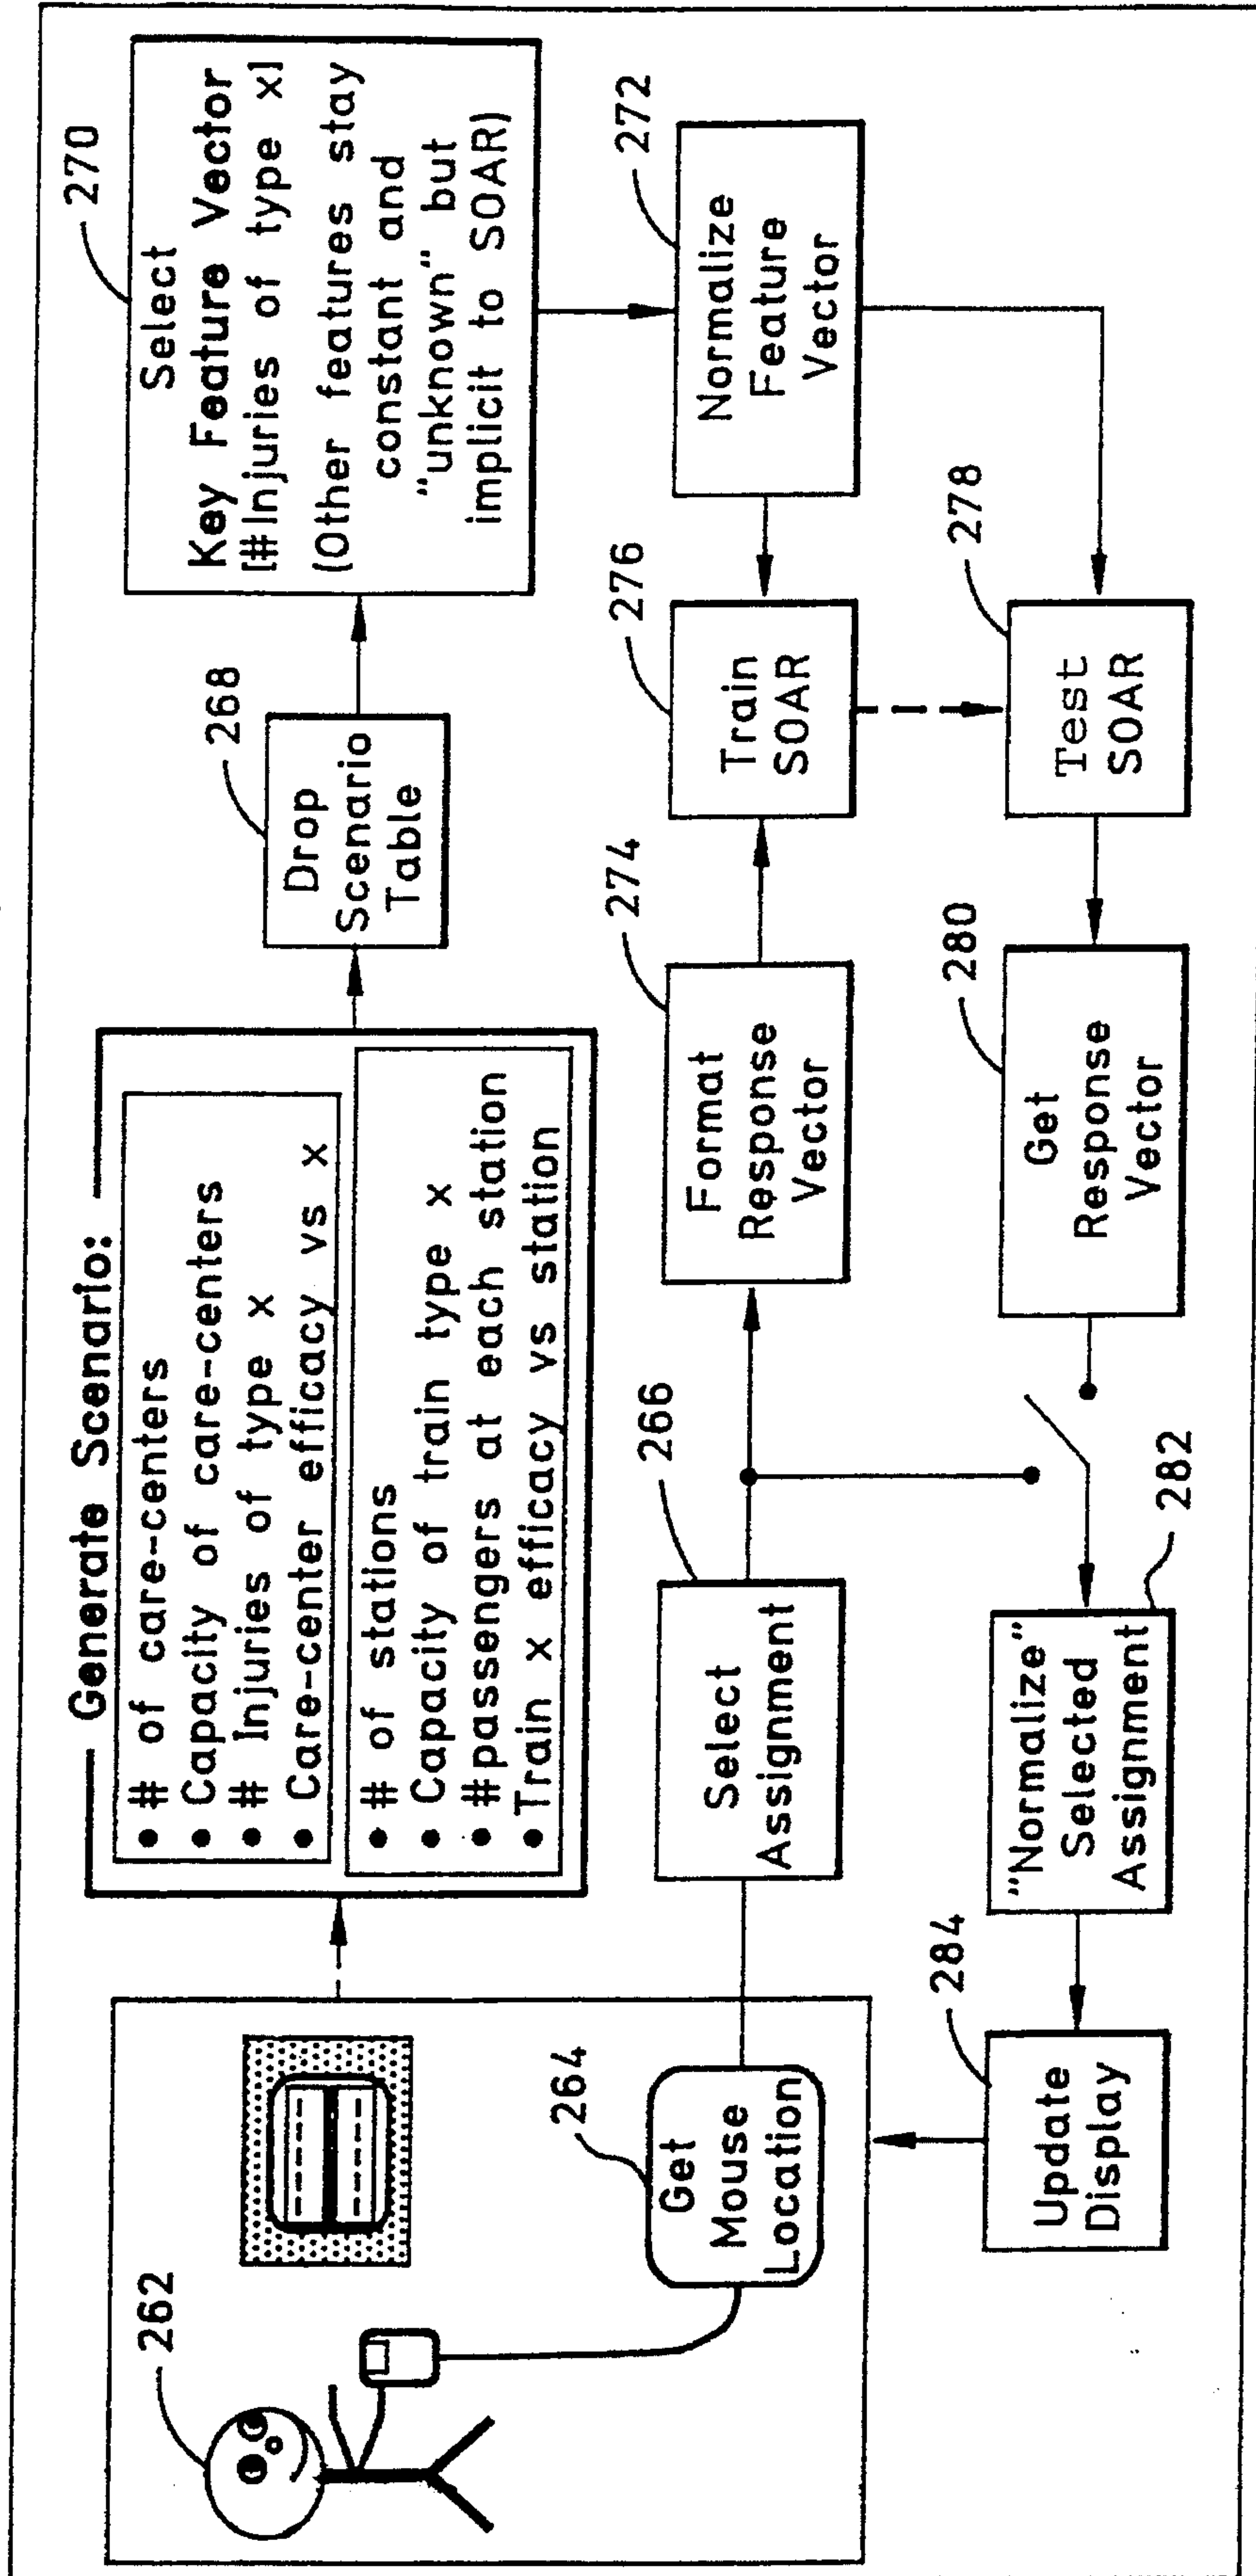 262
264
Get
Mouse
Location
Generate Scenario:
• # of care-centers
• Capacity of care-centers
• # Injuries of type x
• Care-center efficacy vs x
• # of stations
• Capacity of train type x
• #passengers at each station
• Train x efficacy vs station
268
Drop
Scenario
Table
270
Select
Key Feature Vector
[#Injuries of type x]
(Other features stay
constant and
"unknown" but
implicit to SOAR)
266
Select
Assignment
274
Format
Response
Vector
276
Train
SOAR
272
Normalize
Feature
Vector
284
Update
Display
282
"Normalize"
Selected
Assignment
280
Get
Response
Vector
278
Test
SOAR